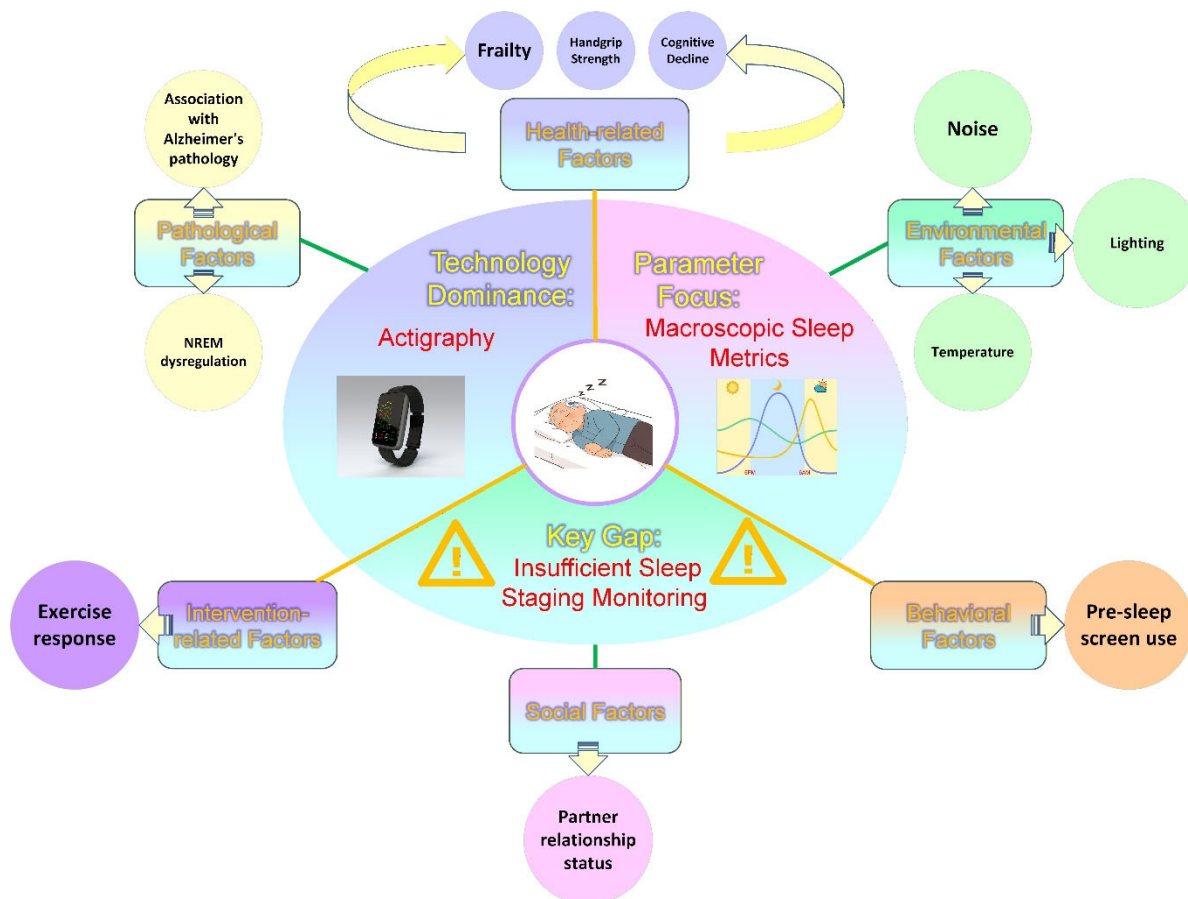 Frailty
Handgrip
Strength
Cognitive
Decline
Health-related
Factors
Association
with
Alzheimer's
pathology
Pathological
Factors
NREM
dysregulation
Noise
Environmental
Factors
Lighting
Temperature
Technology
Dominance:
Actigraphy
Parameter
Focus:
Macroscopic Sleep
Metrics
6PM
6AM
z z z
Key Gap:
Insufficient Sleep
Staging Monitoring
!
!
Exercise
response
Intervention-
related Factors
Behavioral
Factors
Pre-sleep
screen use
Social Factors
Partner
relationship
status